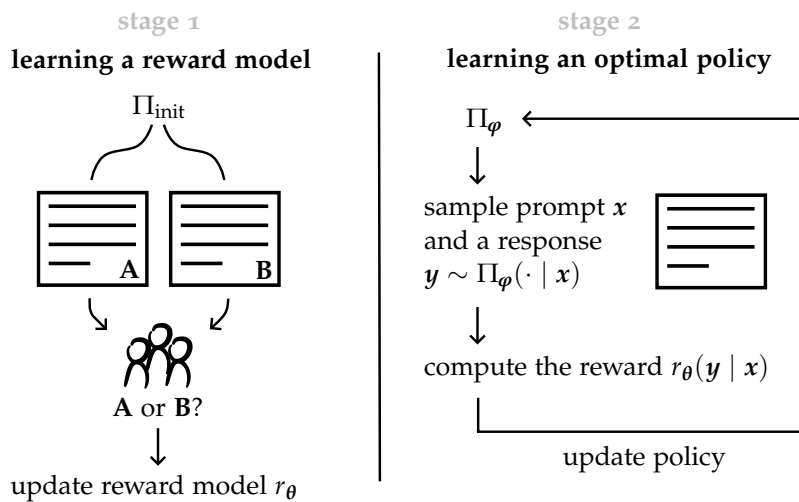 stage 1
learning a reward model
Π_init
A
B
A or B?
update reward model r_θ
stage 2
learning an optimal policy
Π_φ
sample prompt x
and a response
y ∼ Π_φ(· | x)
compute the reward r_θ(y | x)
update policy